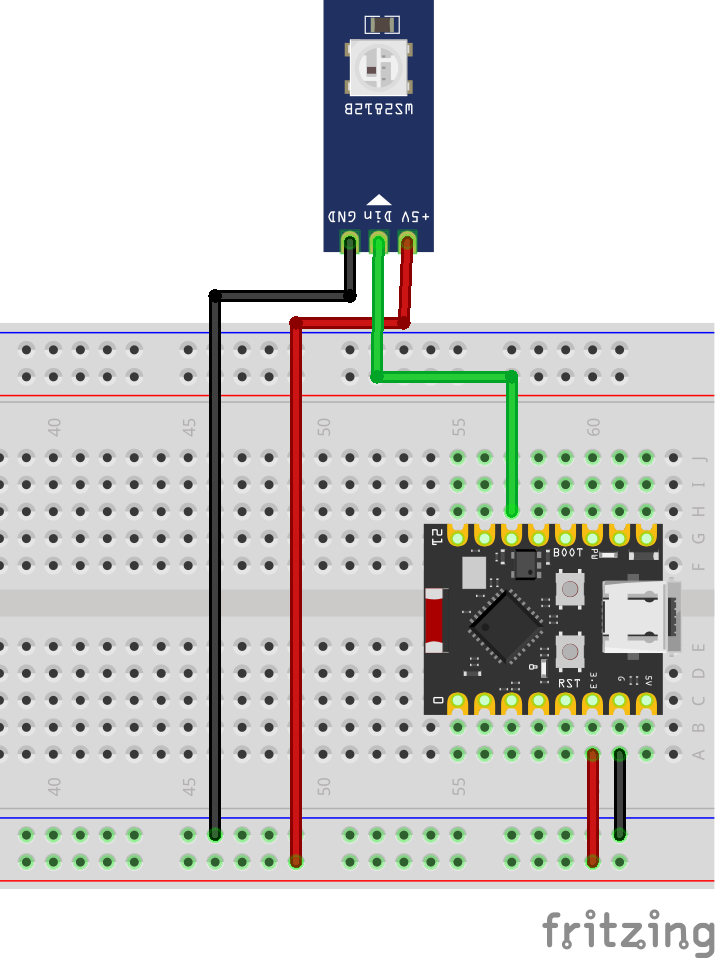 WS2812B
GND Din +5V
40 45 50 55 60
J
I
H
G
F
21 BOOT PW
E
D
C
B
A
8
0 RST 3.3 G 5V
40 45 50 55
fritzing